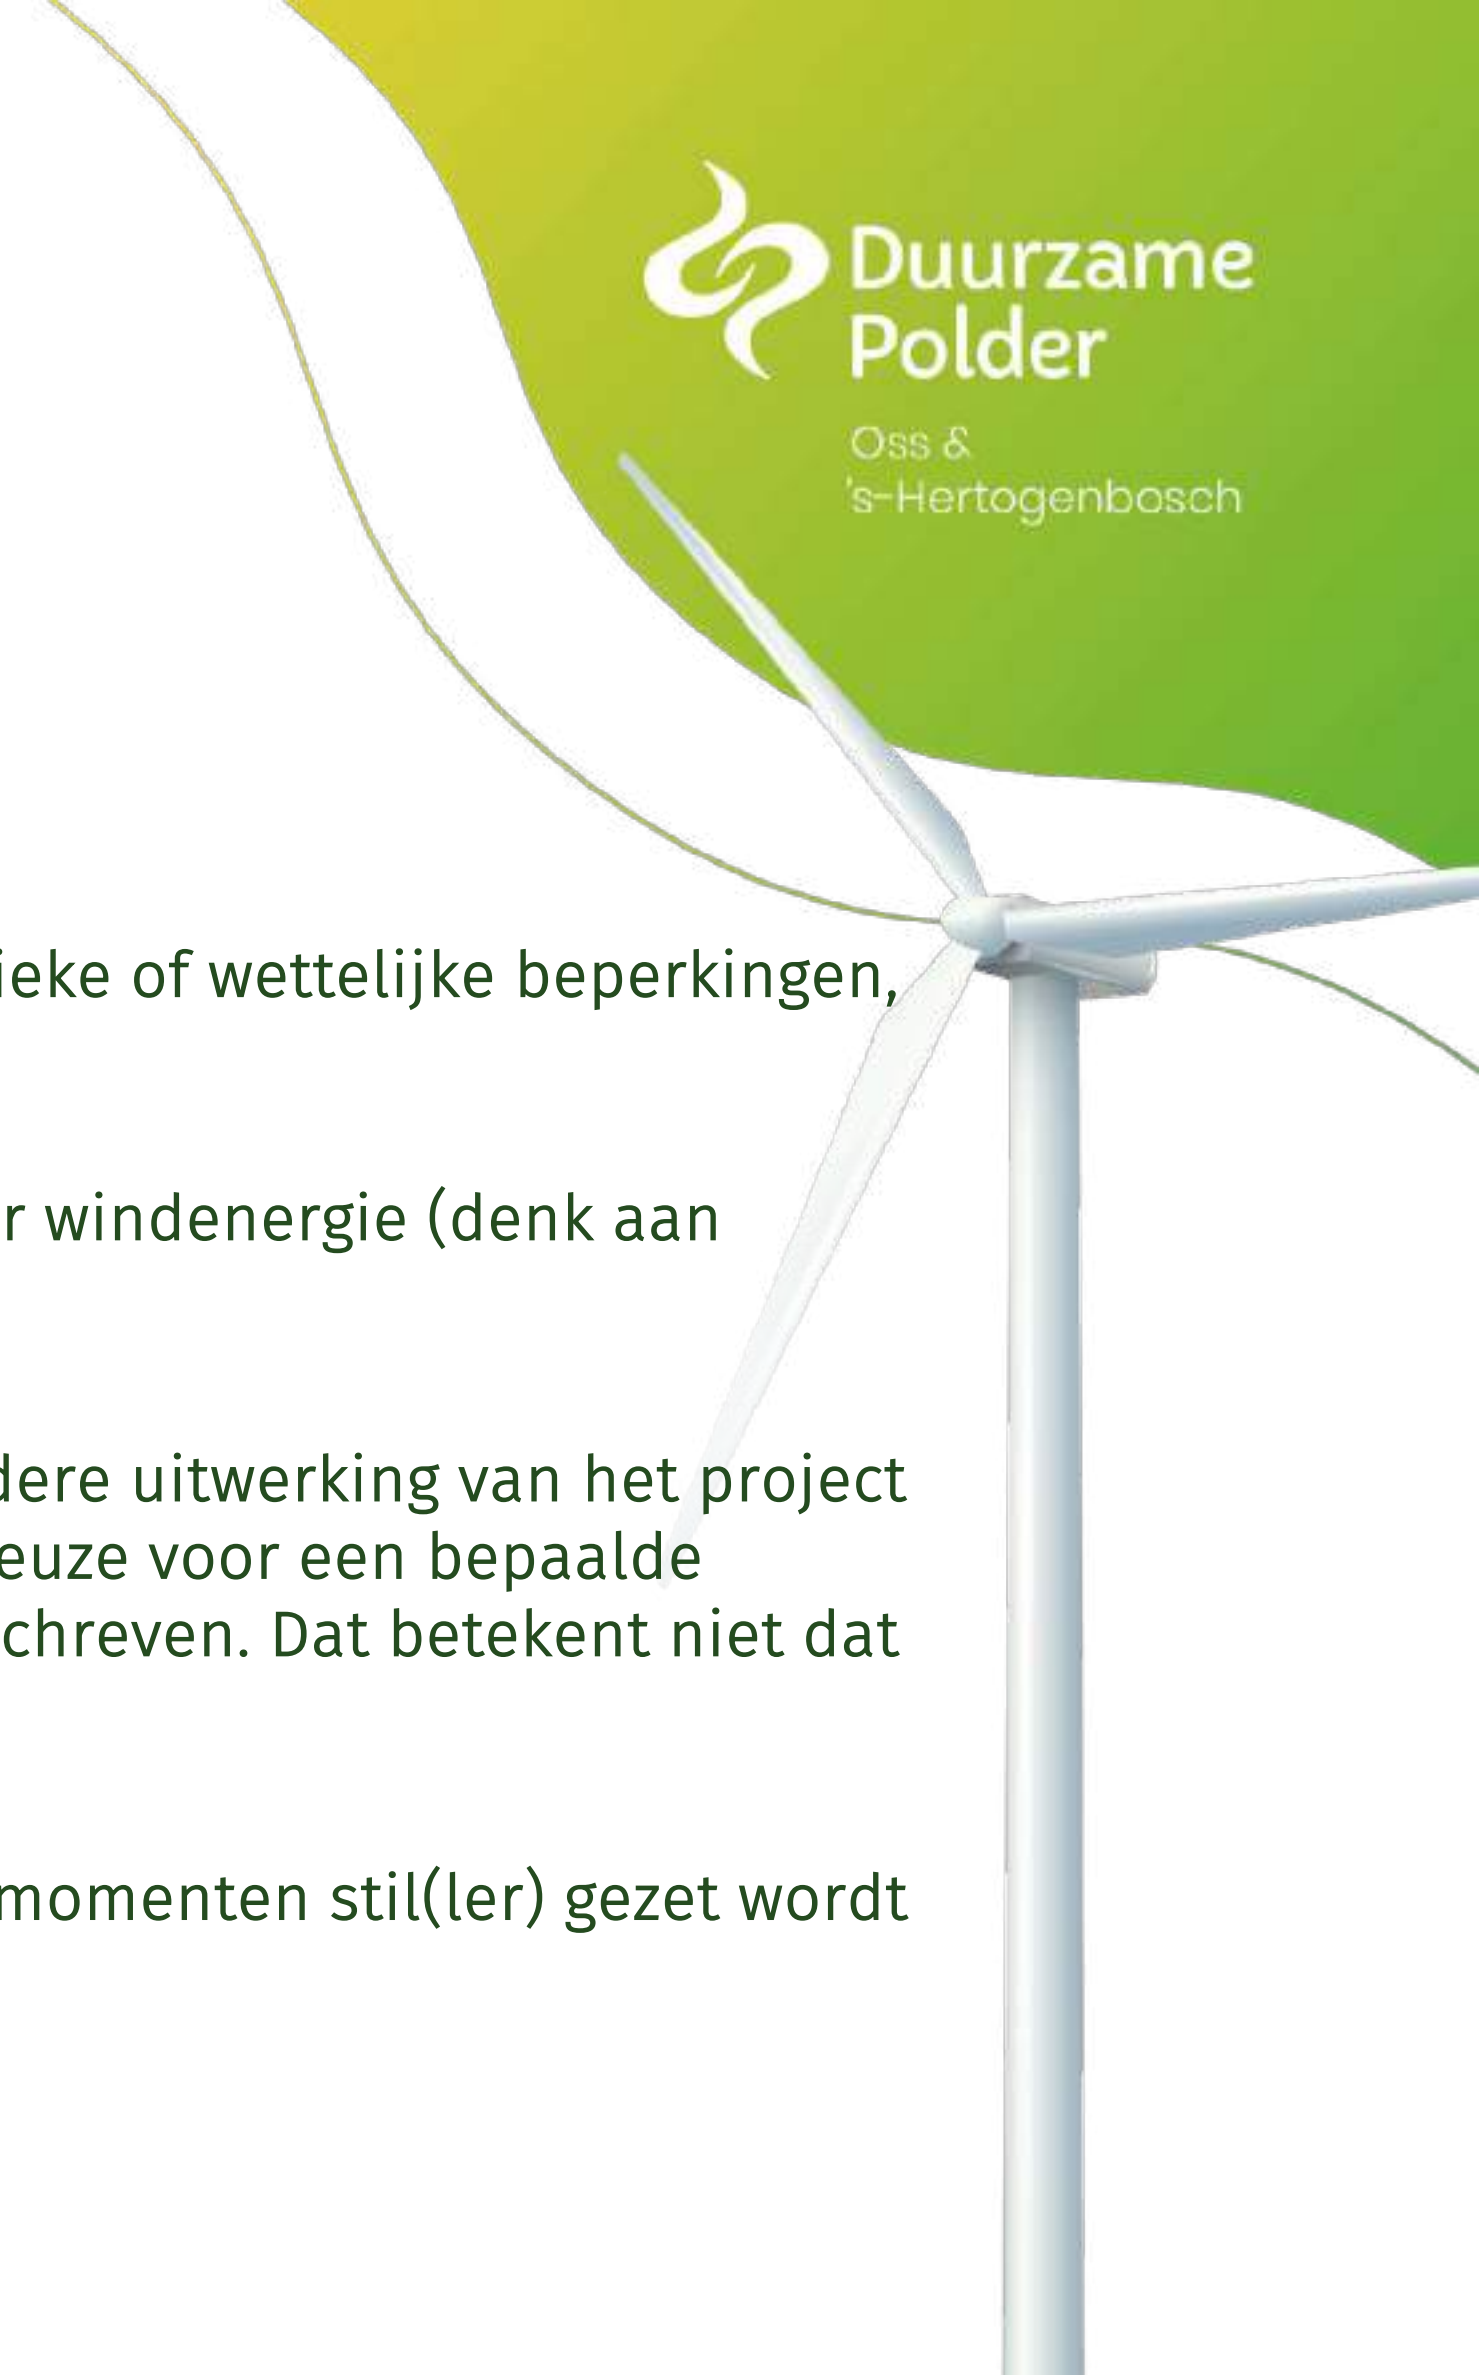 Duurzame
Polder
Oss &
's-Hertogenbosch
ieke of wettelijke beperkingen,
r windenergie (denk aan
dere uitwerking van het project
euze voor een bepaalde
chreven. Dat betekent niet dat
momenten stil(ler) gezet wordt